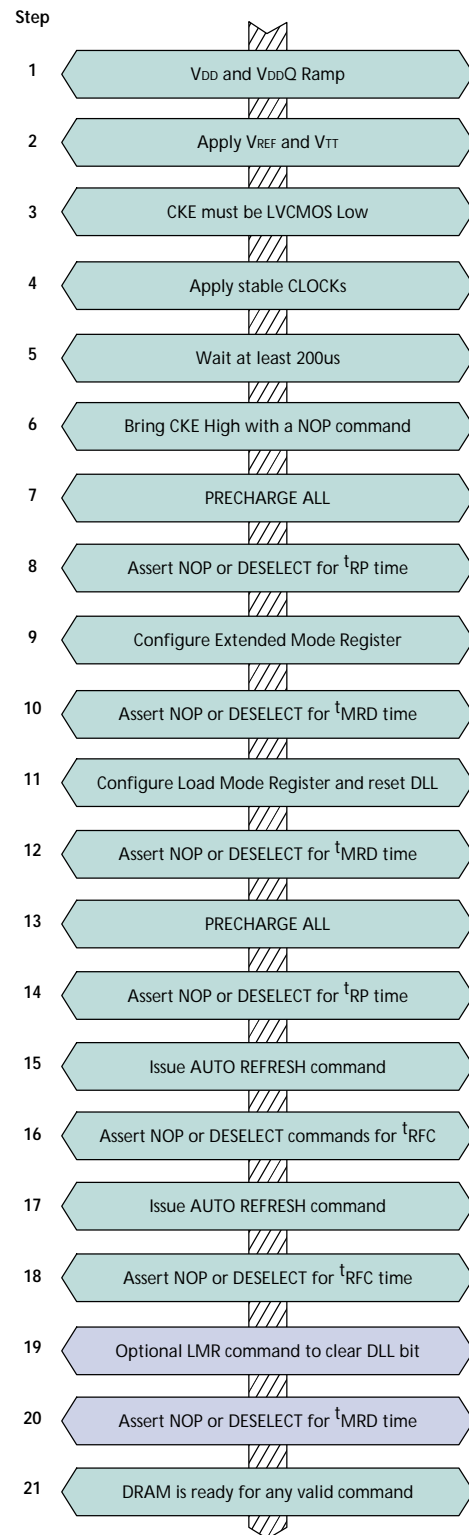 Step
1 VDD and VDDQ Ramp
2 Apply VREF and VTT
3 CKE must be LVCMOS Low
4 Apply stable CLOCKs
5 Wait at least 200us
6 Bring CKE High with a NOP command
7 PRECHARGE ALL
8 Assert NOP or DESELECT for tRP time
9 Configure Extended Mode Register
10 Assert NOP or DESELECT for tMRD time
11 Configure Load Mode Register and reset DLL
12 Assert NOP or DESELECT for tMRD time
13 PRECHARGE ALL
14 Assert NOP or DESELECT for tRP time
15 Issue AUTO REFRESH command
16 Assert NOP or DESELECT commands for tRFC
17 Issue AUTO REFRESH command
18 Assert NOP or DESELECT for tRFC time
19 Optional LMR command to clear DLL bit
20 Assert NOP or DESELECT for tMRD time
21 DRAM is ready for any valid command